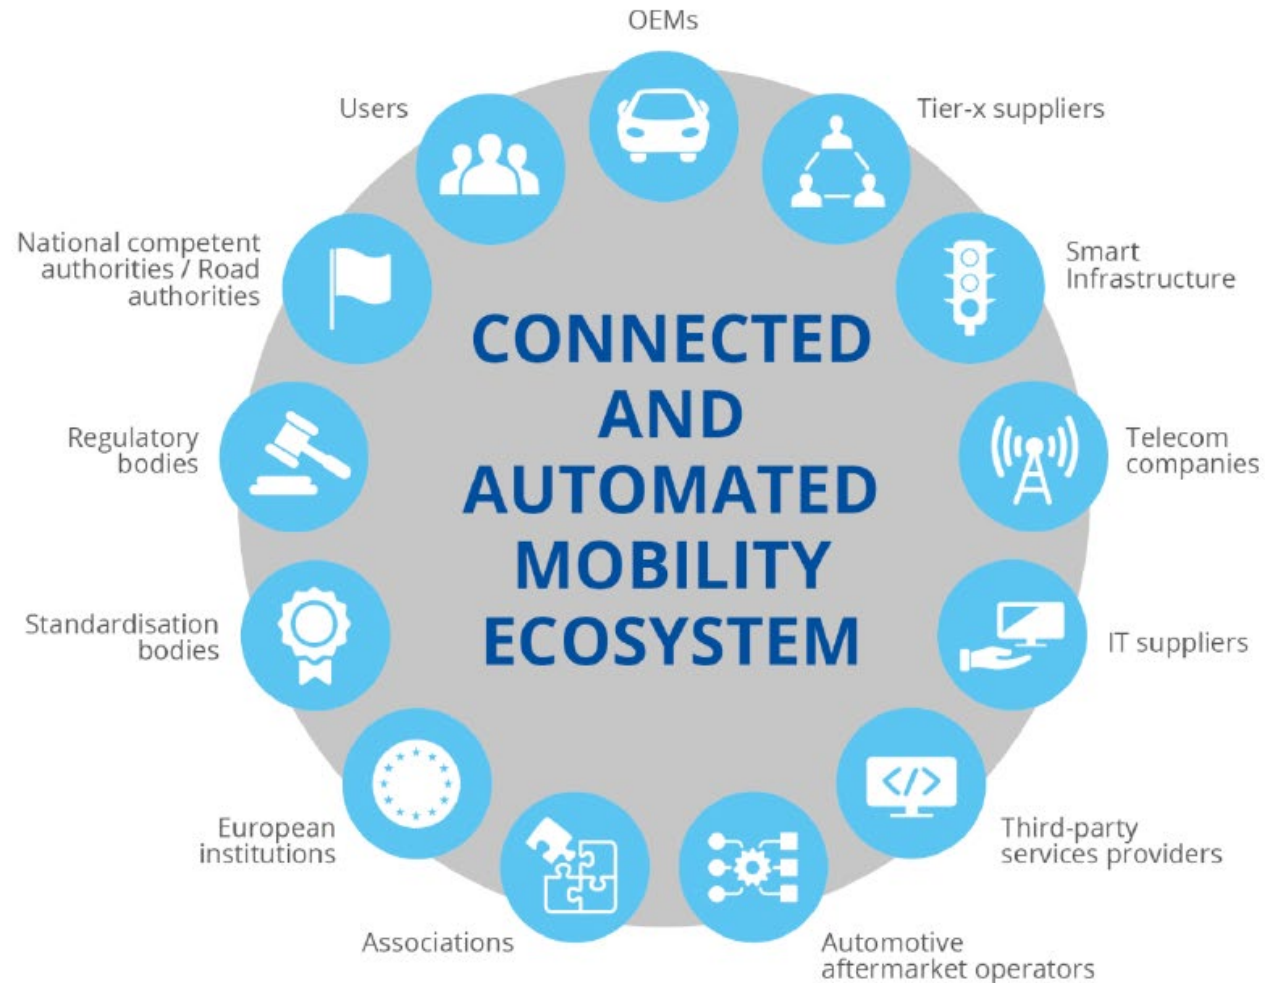 OEMs
Users
Tier-x suppliers
National competent
authorities / Road
authorities
Smart
Infrastructure
CONNECTED
AND
AUTOMATED
MOBILITY
ECOSYSTEM
Regulatory
bodies
Telecom
companies
Standardisation
bodies
IT suppliers
</>
European
institutions
Third-party
services providers
Associations
Automotive
aftermarket operators